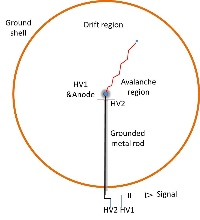 Ground
shell
Drift region
HV1
&Anode
Avalanche
region
HV2
Grounded
metal rod
Signal
HV2 HV1